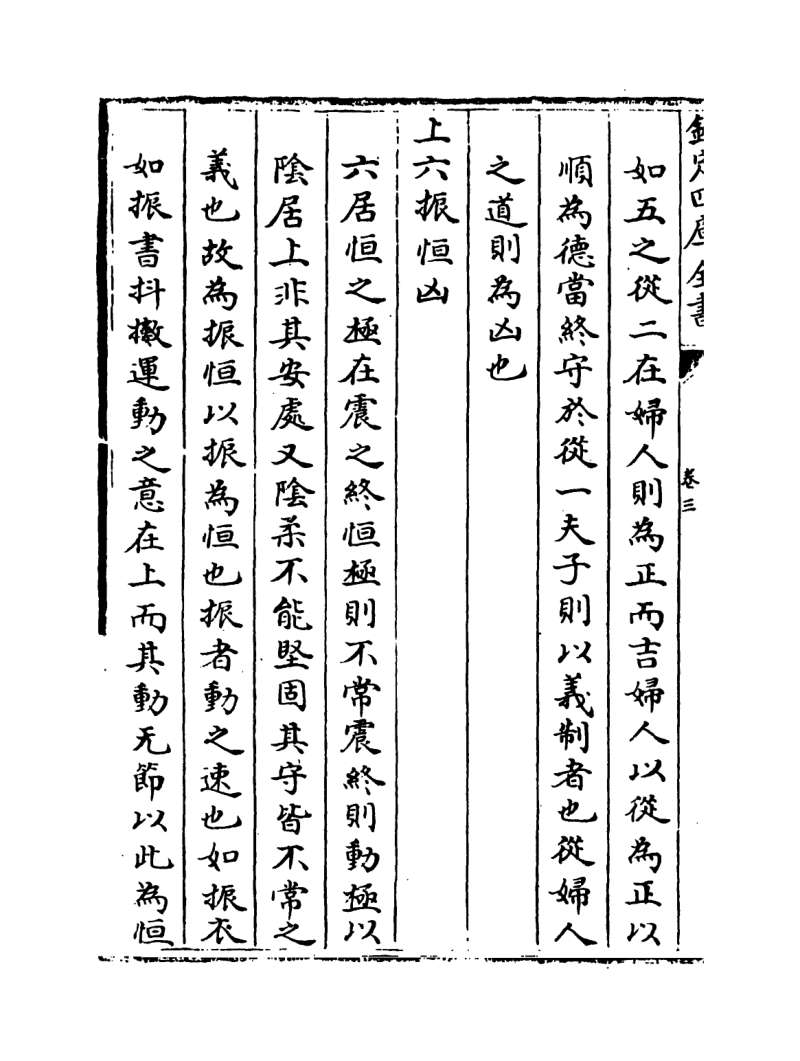 欽定四庫全書
卷三
如五之從二在婦人則為正而吉婦人以從為正以
順為德當終守於從一夫子則以義制者也從婦人
之道則為凶也
上六振恒凶
六居恒之極在震之終恒極則不常震終則動極以
陰居上非其安處又陰柔不能堅固其守皆不常之
義也故為振恒以振為恒也振者動之速也如振衣
如振書抖擻運動之意在上而其動无節以此為恒